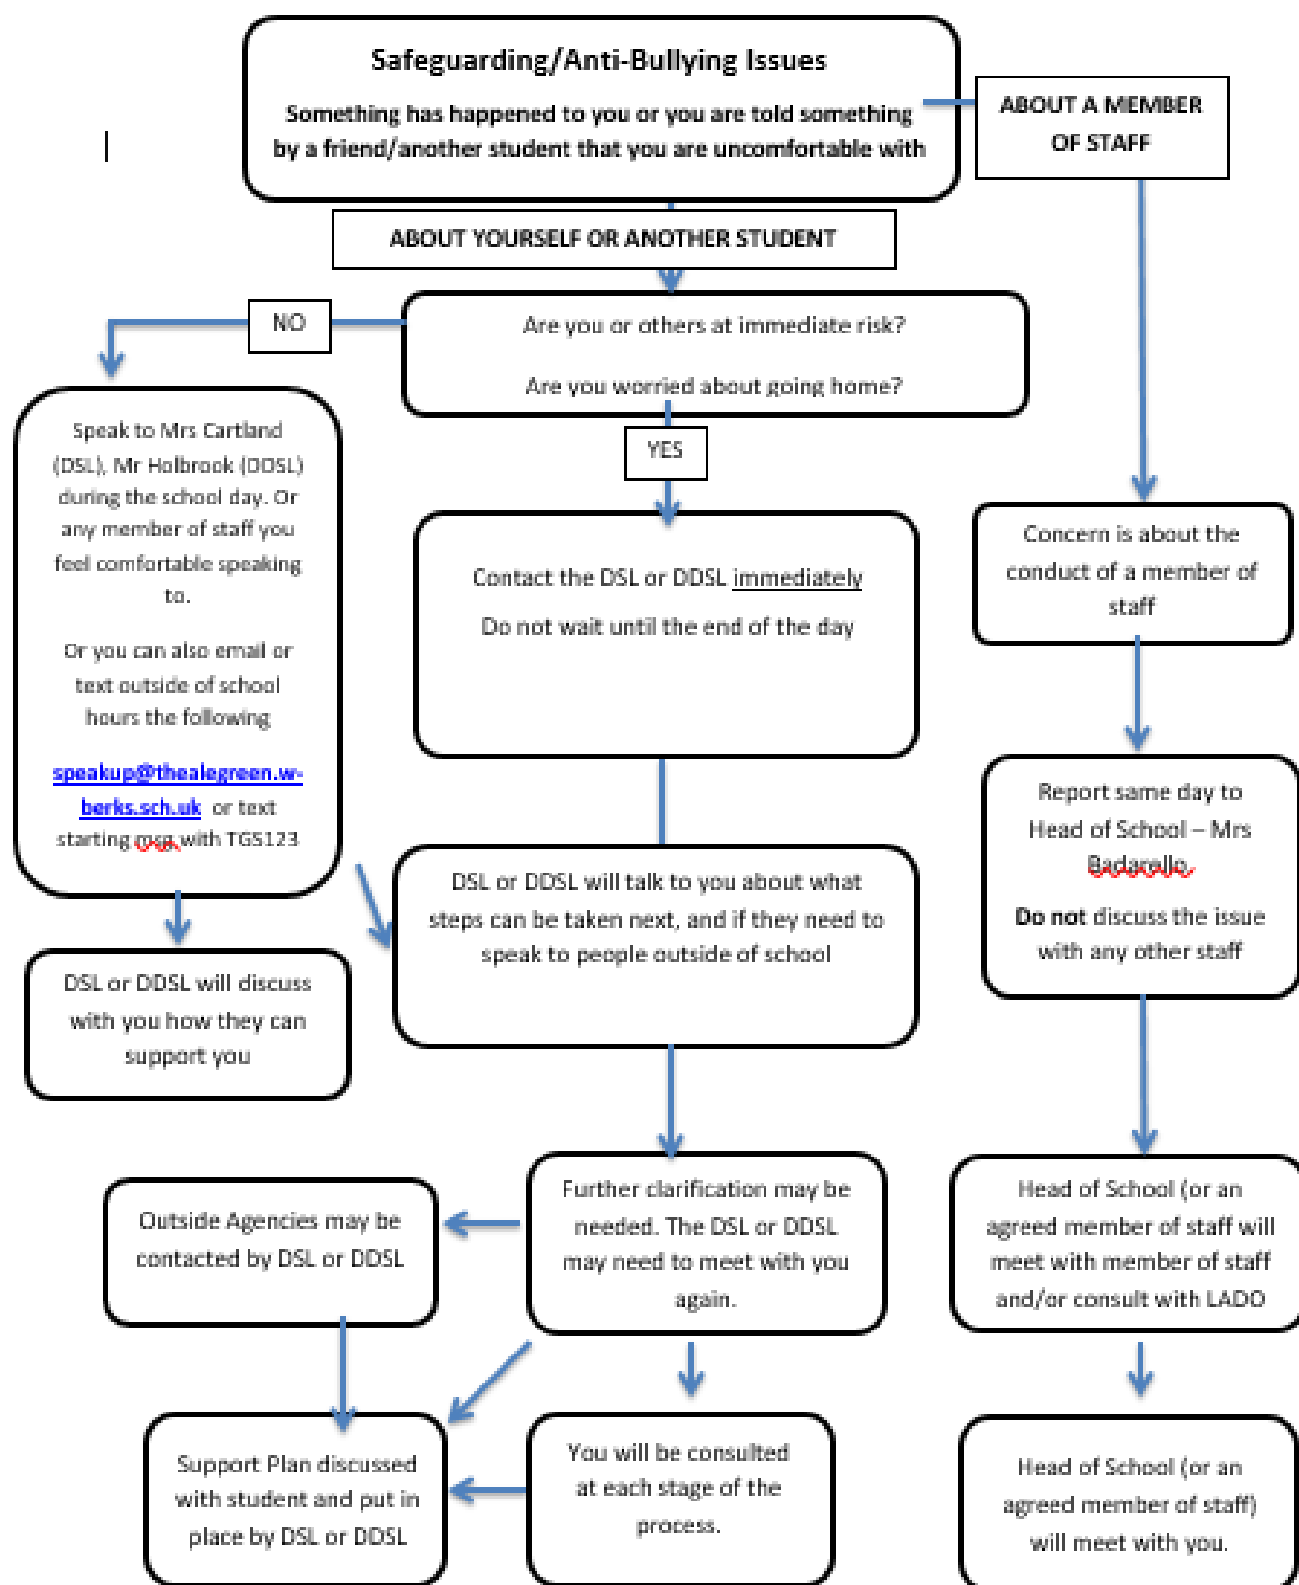 Safeguarding/Anti-Bullying Issues
Something has happened to you or you are told something
by a friend/another student that you are uncomfortable with
ABOUT A MEMBER
OF STAFF
ABOUT YOURSELF OR ANOTHER STUDENT
NO
Are you or others at immediate risk?
Are you worried about going home?
YES
Speak to Mrs Cartland
(DSL), Mr Holbrook (DDSL)
during the school day. Or
any member of staff you
feel comfortable speaking
to.
Or you can also email or
text outside of school
hours the following
speakup@thealegreen.w-
berks.sch.uk or text
starting msg with TGS123
Contact the DSL or DDSL immediately
Do not wait until the end of the day
Concern is about the
conduct of a member of
staff
Report same day to
Head of School – Mrs
Badarello.
Do not discuss the issue
with any other staff
DSL or DDSL will talk to you about what
steps can be taken next, and if they need to
speak to people outside of school
DSL or DDSL will discuss
with you how they can
support you
Outside Agencies may be
contacted by DSL or DDSL
Further clarification may be
needed. The DSL or DDSL
may need to meet with you
again.
Head of School (or an
agreed member of staff will
meet with member of staff
and/or consult with LADO
Support Plan discussed
with student and put in
place by DSL or DDSL
You will be consulted
at each stage of the
process.
Head of School (or an
agreed member of staff)
will meet with you.